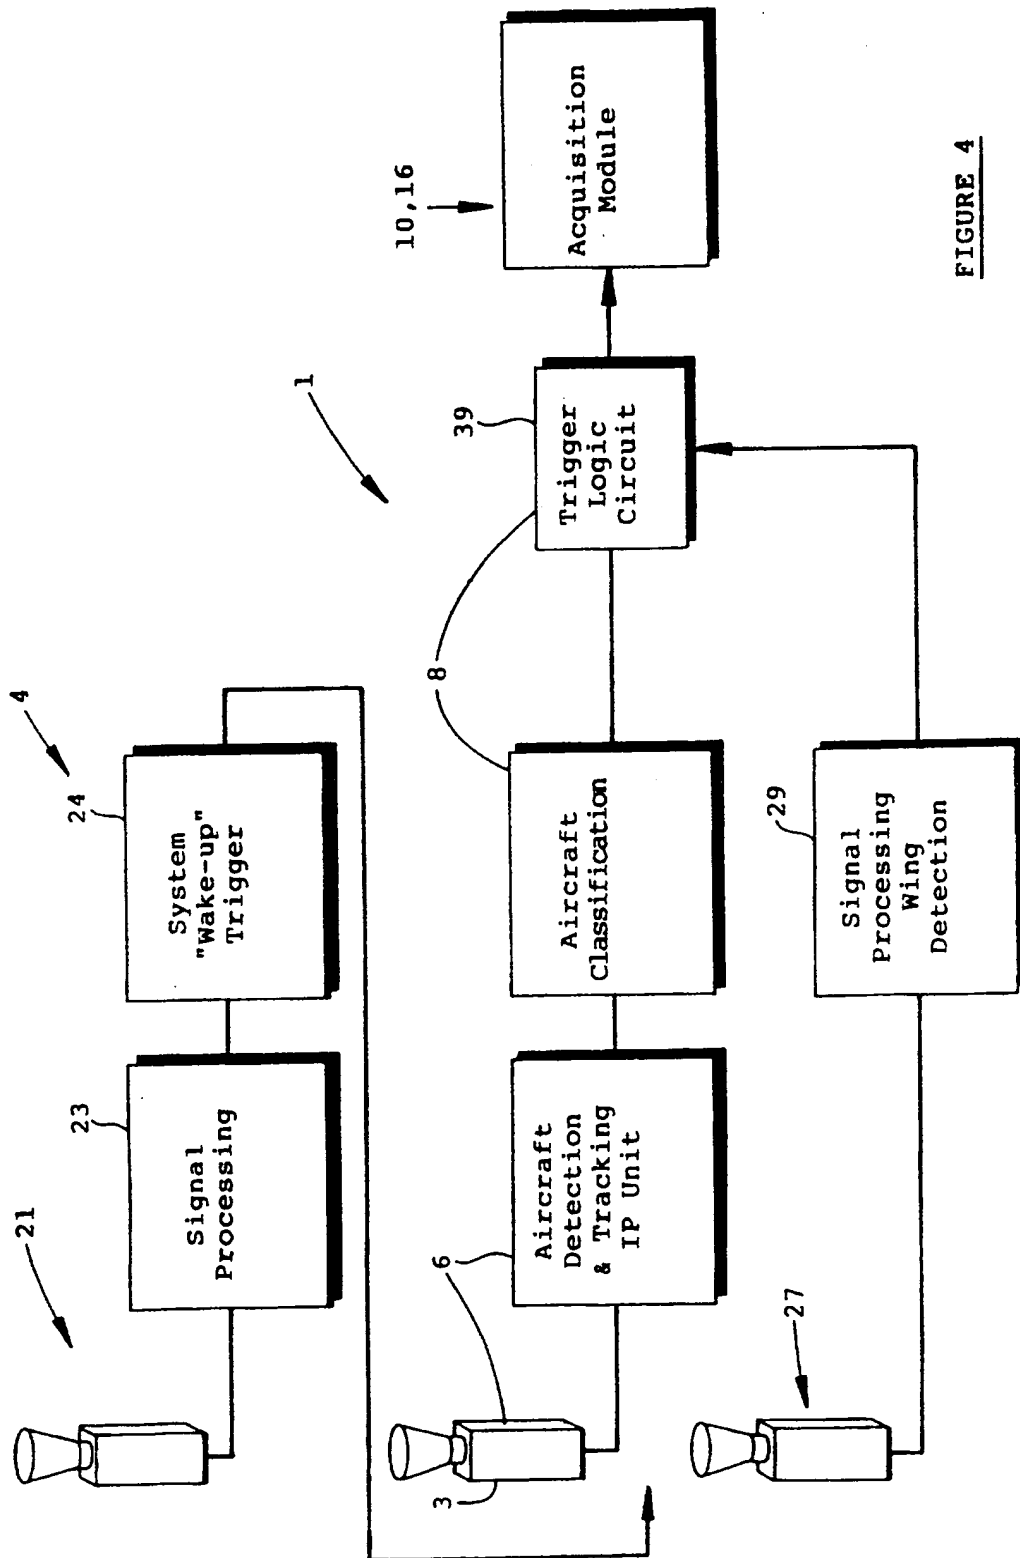 21
23
Signal
Processing
24
4
System
"Wake-up"
Trigger
3
6
Aircraft
Detection
& Tracking
IP Unit
Aircraft
Classification
8
1
39
Trigger
Logic
Circuit
10,16
Acquisition
Module
27
29
Signal
Processing
Wing
Detection
FIGURE 4